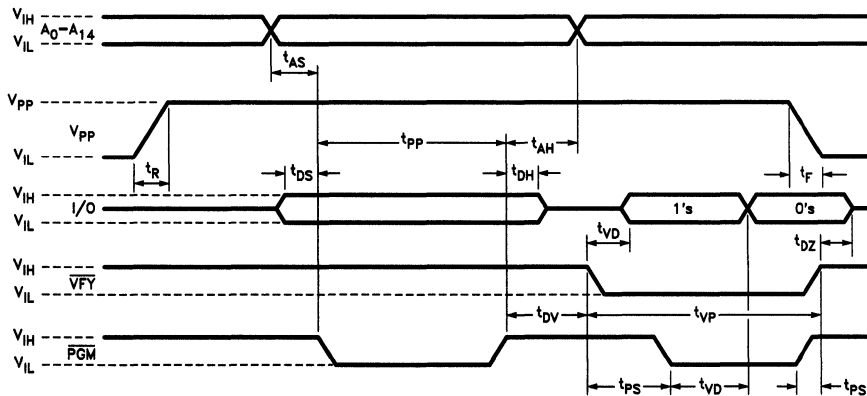 VIH
A0–A14
VIL
tAS
VPP
VPP
tPP
tAH
VIL
tR
tDS
tDH
tF
VIH
I/O
1's
0's
VIL
tVD
tDZ
VIH
VFY
VIL
tDV
tVP
VIH
PGM
VIL
tPS
tVD
tPS